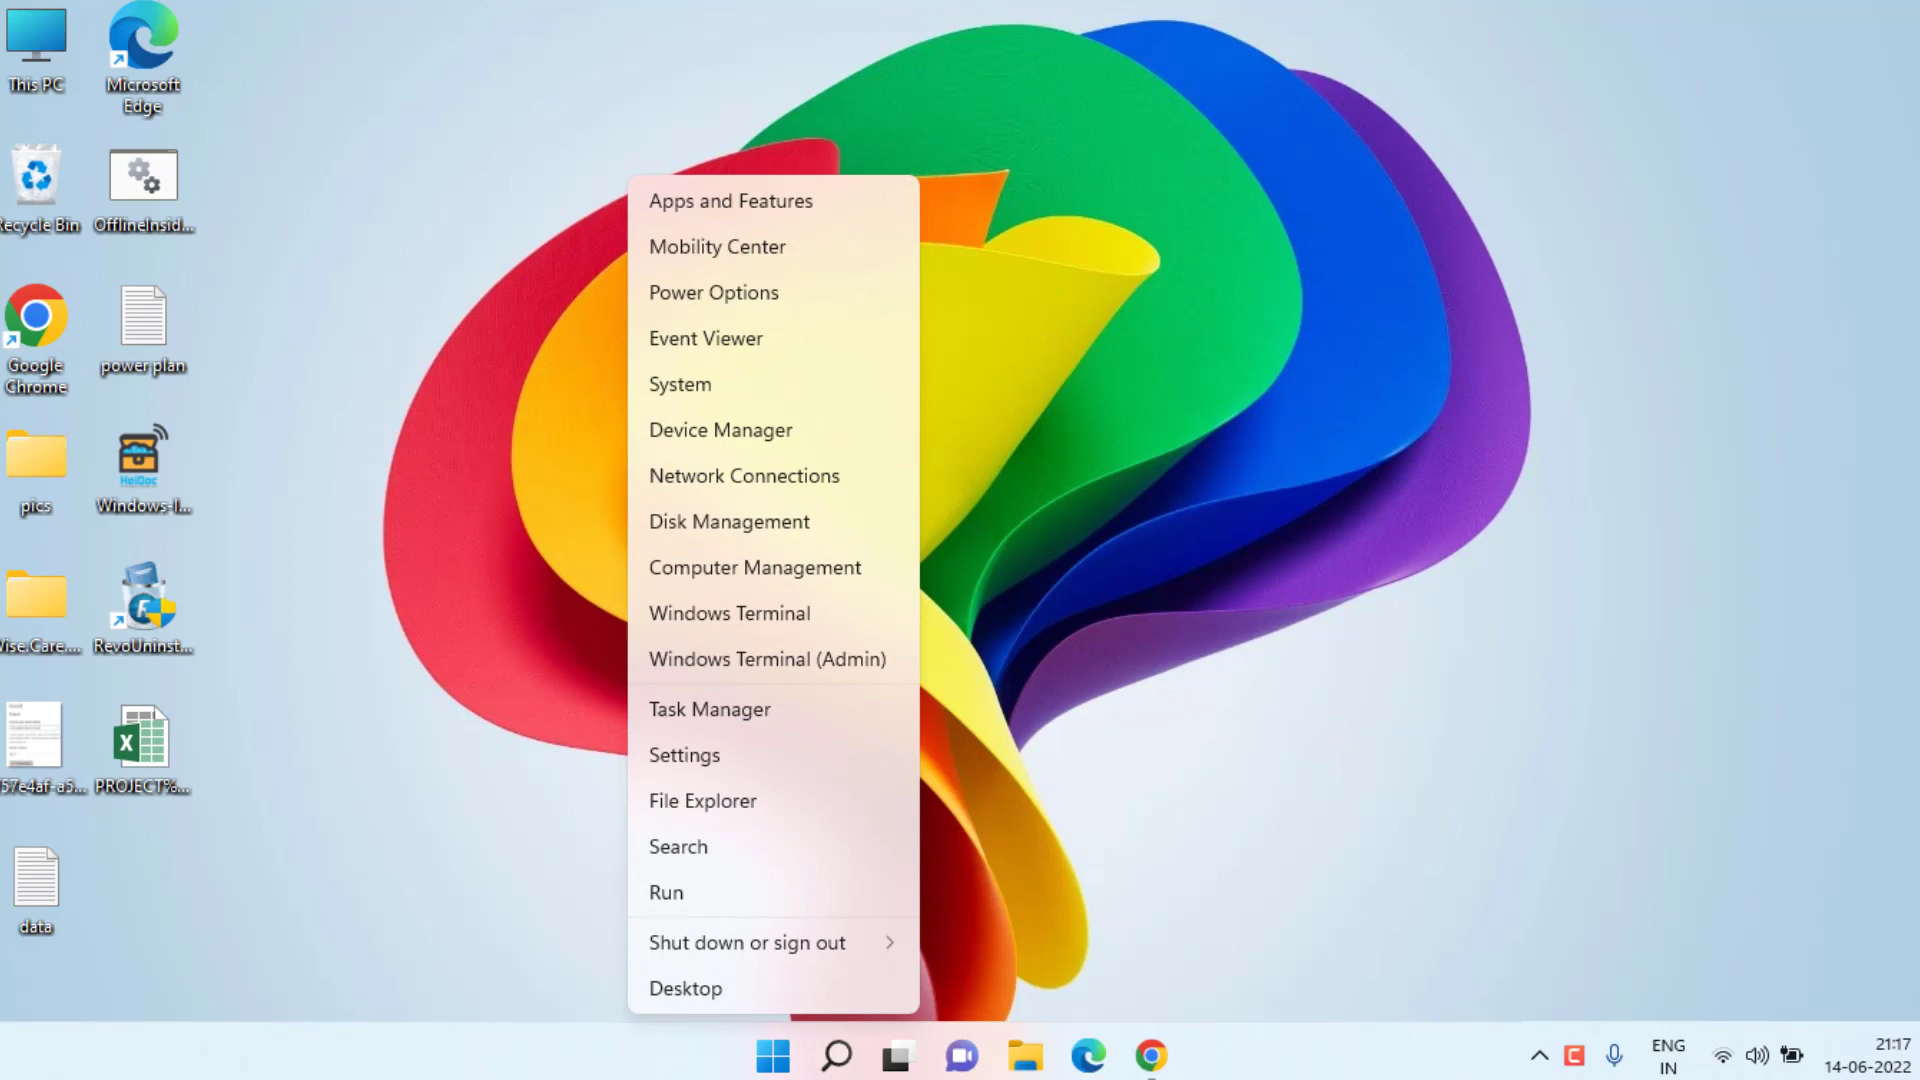 This PC
Microsoft
Edge
Recycle Bin
OfflineInsid...
Google
Chrome
power plan
pics
HeiDoc
Windows-I...
Wise.Care....
RevoUninst...
57e4af-a5...
PROJECT%...
data
Apps and Features
Mobility Center
Power Options
Event Viewer
System
Device Manager
Network Connections
Disk Management
Computer Management
Windows Terminal
Windows Terminal (Admin)
Task Manager
Settings
File Explorer
Search
Run
Shut down or sign out
Desktop
ENG
IN
21:17
14-06-2022